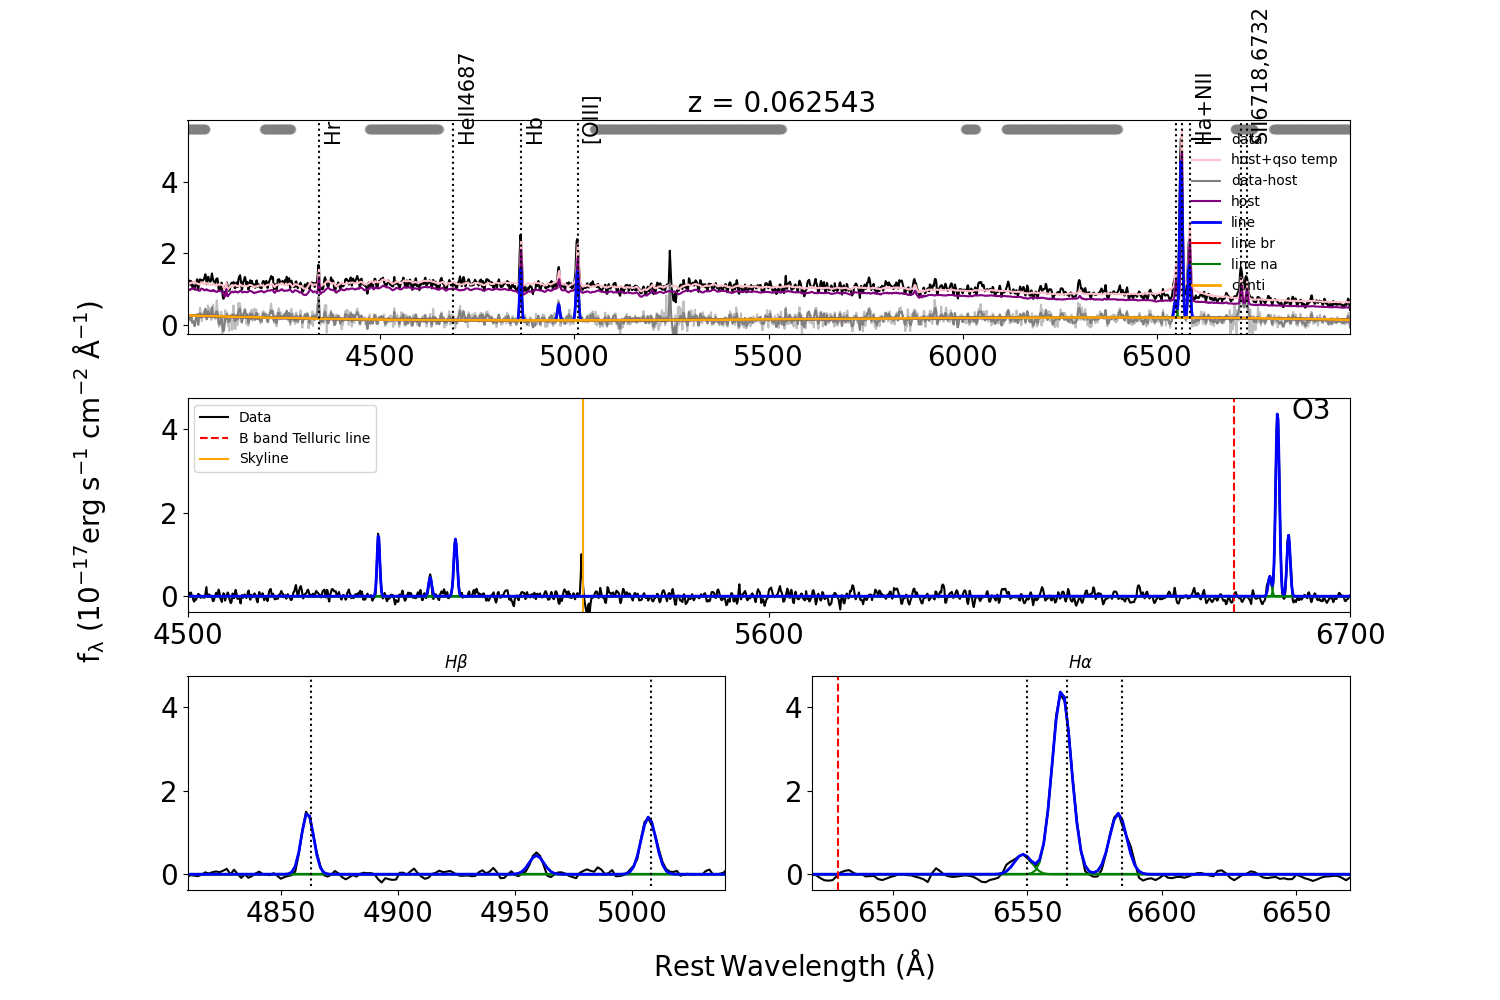 z = 0.062543
Hr
HeII4687
Hb
[OIII]
Ha+NII
SII6718,6732
data
host+qso temp
data-host
host
line
line br
line na
conti
4
2
0
4500
5000
5500
6000
6500
Data
B band Telluric line
Skyline
O3
4
2
0
4500
5600
6700
Hβ
Hα
4
2
0
4850
4900
4950
5000
4
2
0
6500
6550
6600
6650
fλ (10⁻¹⁷erg s⁻¹ cm⁻² Å⁻¹)
Rest Wavelength (Å)